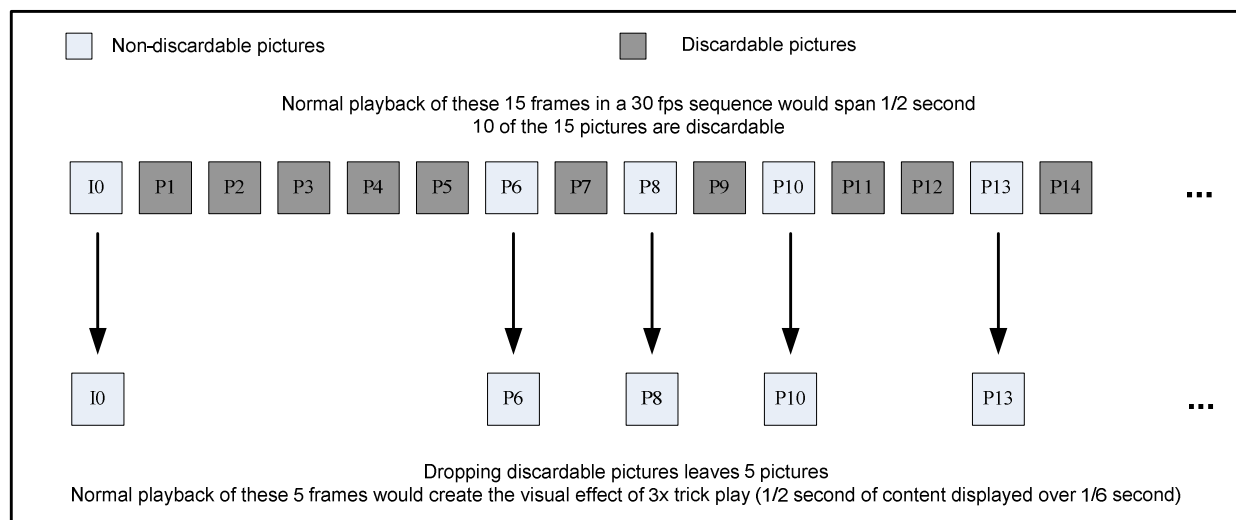 Non-discardable pictures Discardable pictures
Normal playback of these 15 frames in a 30 fps sequence would span 1/2 second
10 of the 15 pictures are discardable
I0 P1 P2 P3 P4 P5 P6 P7 P8 P9 P10 P11 P12 P13 P14 ...
I0 P6 P8 P10 P13 ...
Dropping discardable pictures leaves 5 pictures
Normal playback of these 5 frames would create the visual effect of 3x trick play (1/2 second of content displayed over 1/6 second)